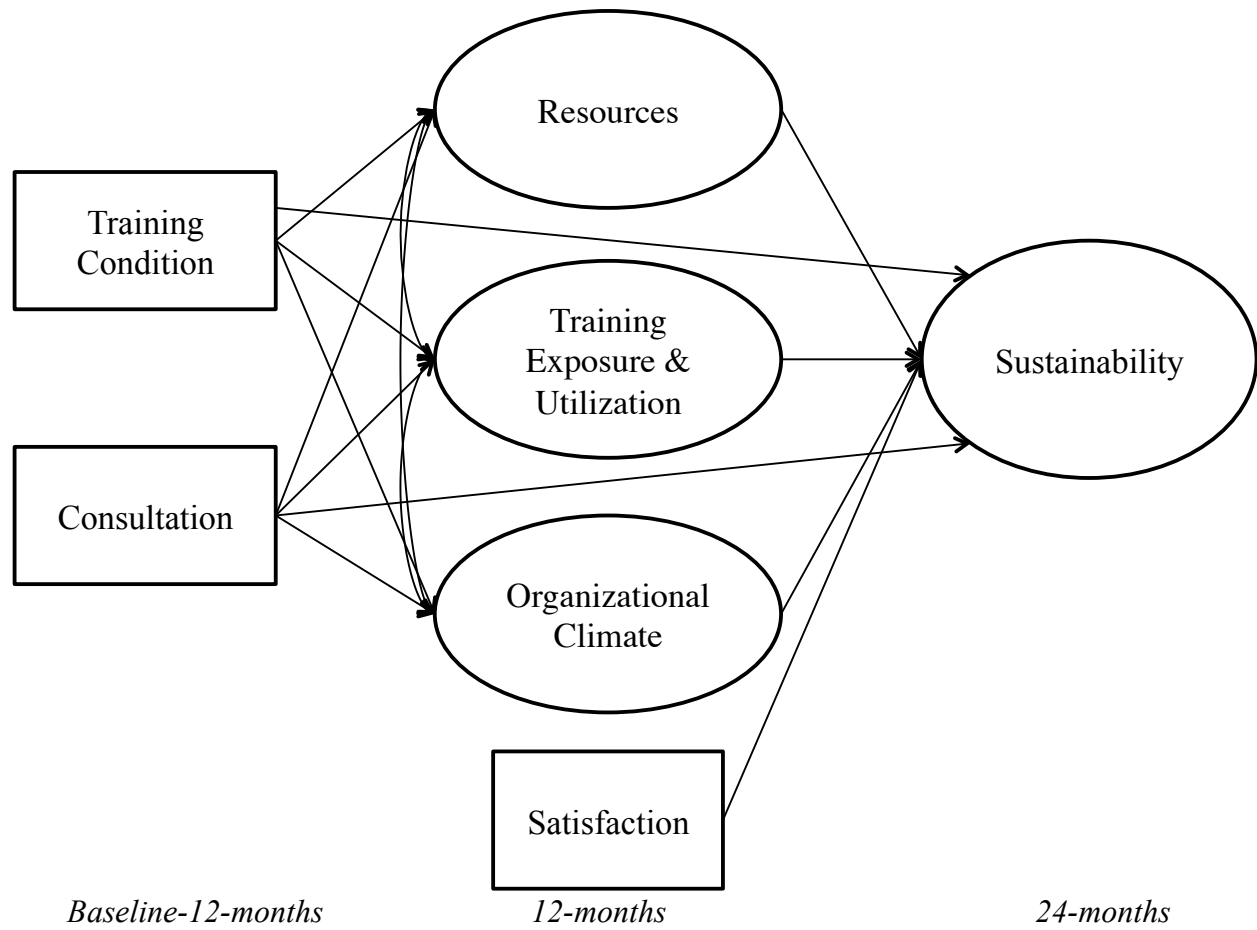 Resources
Training
Condition
Training
Exposure &
Utilization
Sustainability
Consultation
Organizational
Climate
Satisfaction
Baseline-12-months
12-months
24-months